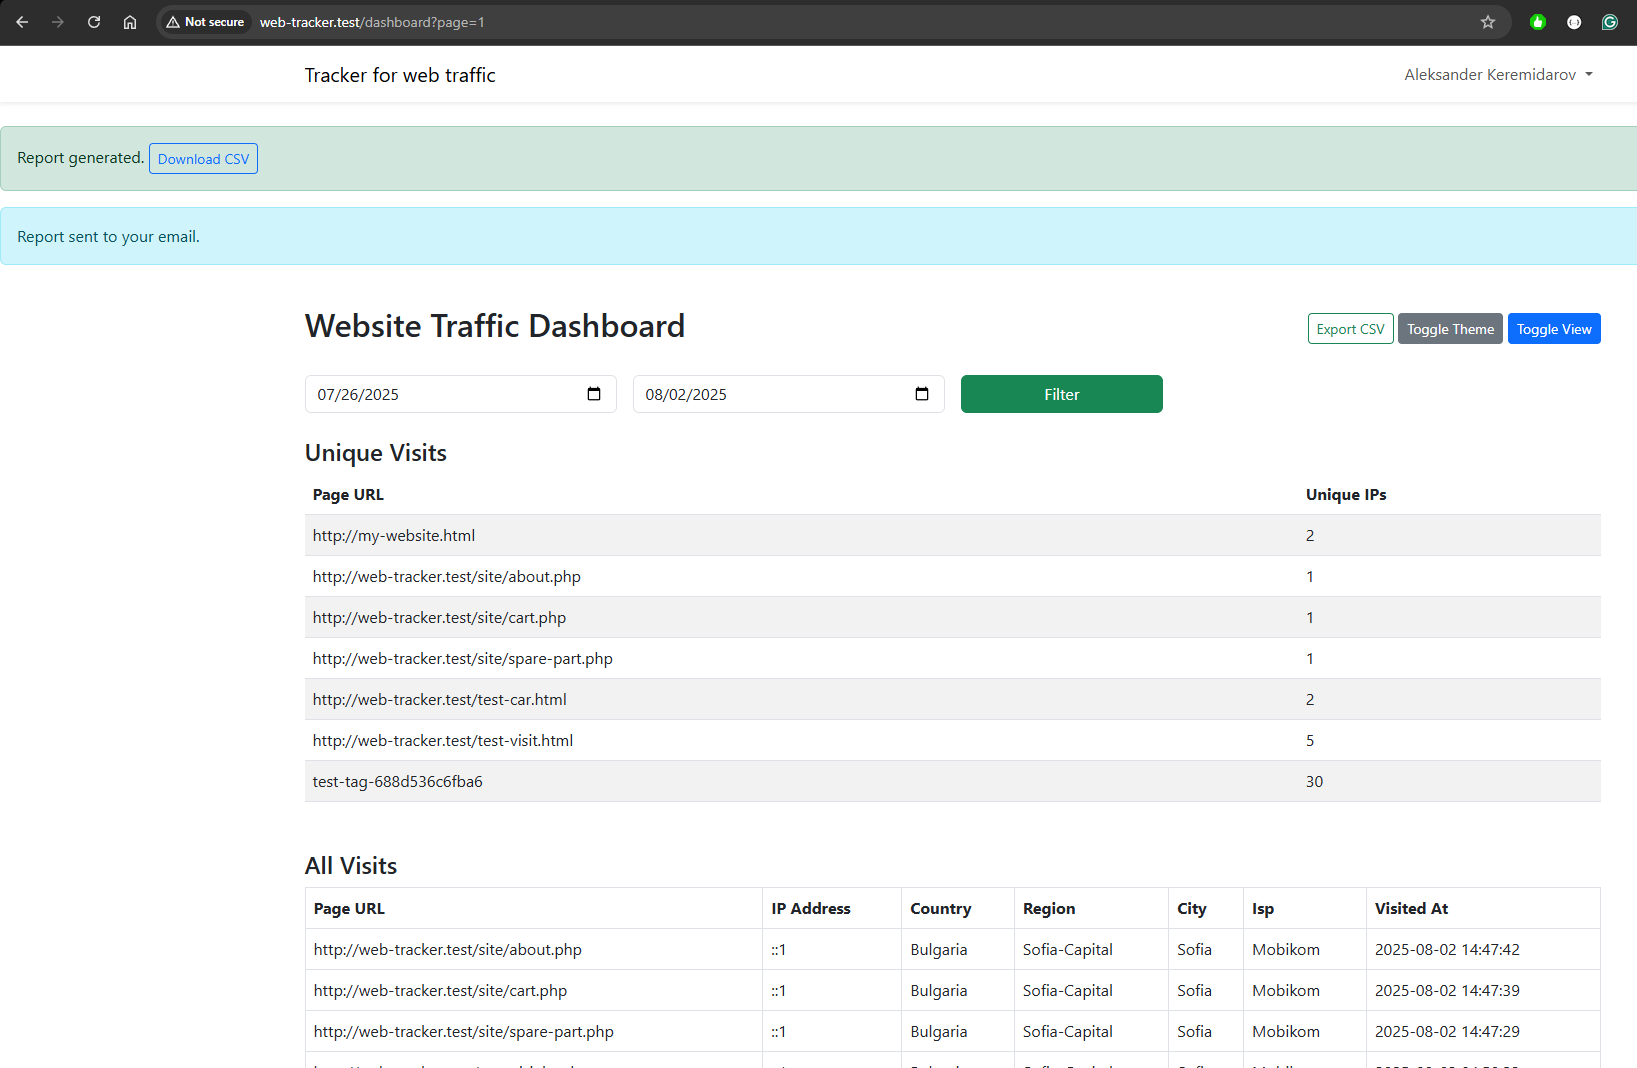 Not secure web-tracker.test/dashboard?page=1
Tracker for web traffic Aleksander Keremidarov
Report generated. Download CSV
Report sent to your email.
Website Traffic Dashboard Export CSV Toggle Theme Toggle View
07/26/2025 08/02/2025 Filter
Unique Visits
Page URL Unique IPs
http://my-website.html 2
http://web-tracker.test/site/about.php 1
http://web-tracker.test/site/cart.php 1
http://web-tracker.test/site/spare-part.php 1
http://web-tracker.test/test-car.html 2
http://web-tracker.test/test-visit.html 5
test-tag-688d536c6fba6 30
All Visits
Page URL IP Address Country Region City Isp Visited At
http://web-tracker.test/site/about.php ::1 Bulgaria Sofia-Capital Sofia Mobikom 2025-08-02 14:47:42
http://web-tracker.test/site/cart.php ::1 Bulgaria Sofia-Capital Sofia Mobikom 2025-08-02 14:47:39
http://web-tracker.test/site/spare-part.php ::1 Bulgaria Sofia-Capital Sofia Mobikom 2025-08-02 14:47:29